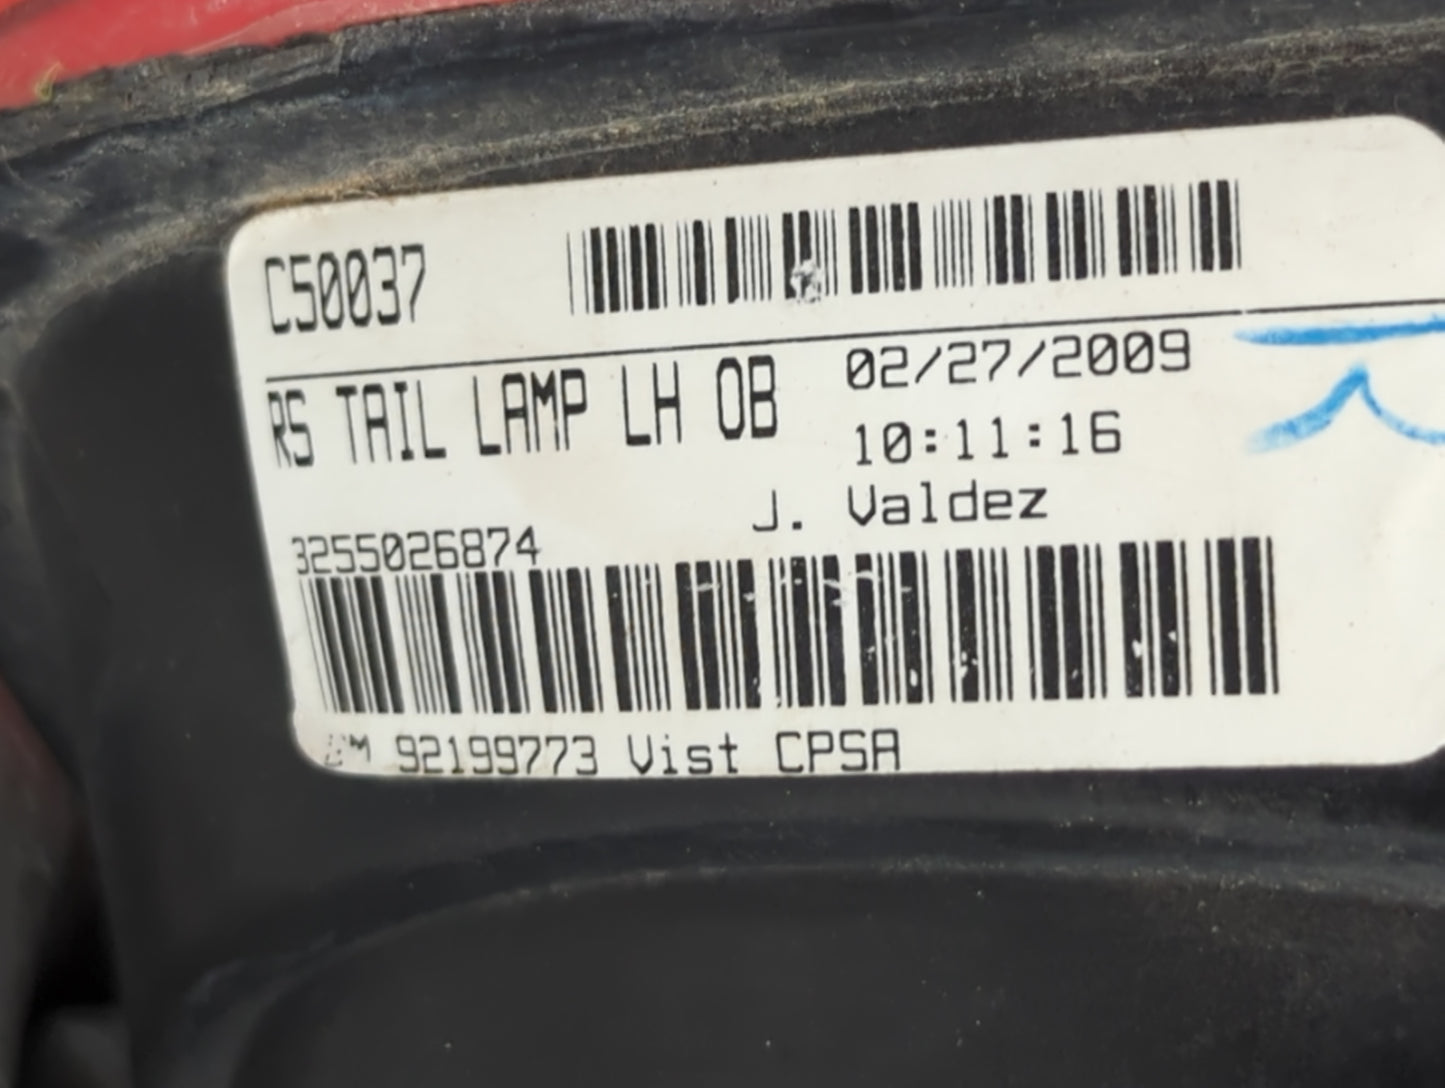 C50037
RS TAIL LAMP LH OB
02/27/2009
10:11:16
J. Valdez
3255026874
92199773 Vist CPSA